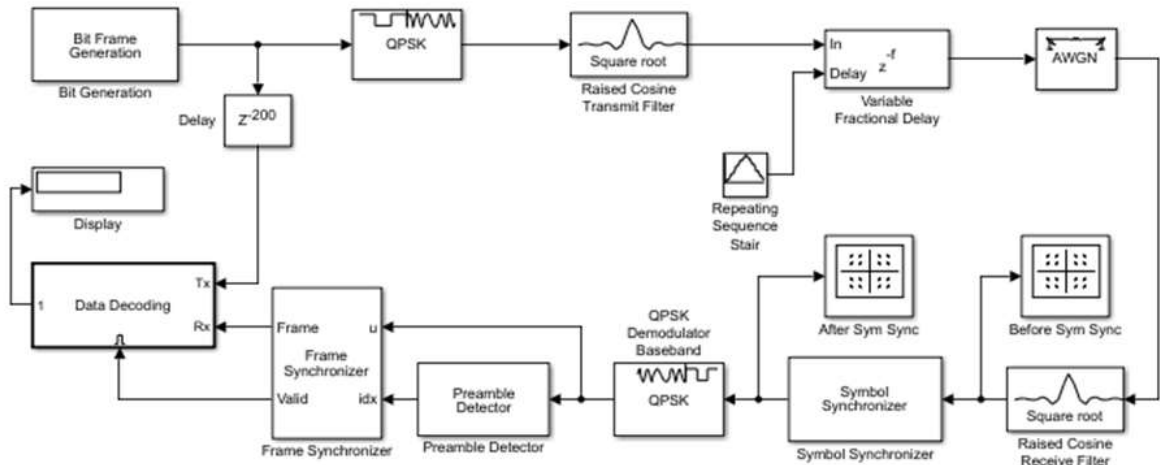 Bit Frame
Generation
Bit Generation
QPSK
Square root
Raised Cosine
Transmit Filter
In
Delay
z-f
Variable
Fractional Delay
AWGN
Delay
z-200
Display
Repeating
Sequence
Stair
Tx
Rx
1
Data Decoding
Frame
u
Frame
Synchronizer
Valid
idx
Frame Synchronizer
Preamble
Detector
Preamble Detector
QPSK
Demodulator
Baseband
QPSK
After Sym Sync
Before Sym Sync
Symbol
Synchronizer
Symbol Synchronizer
Square root
Raised Cosine
Receive Filter